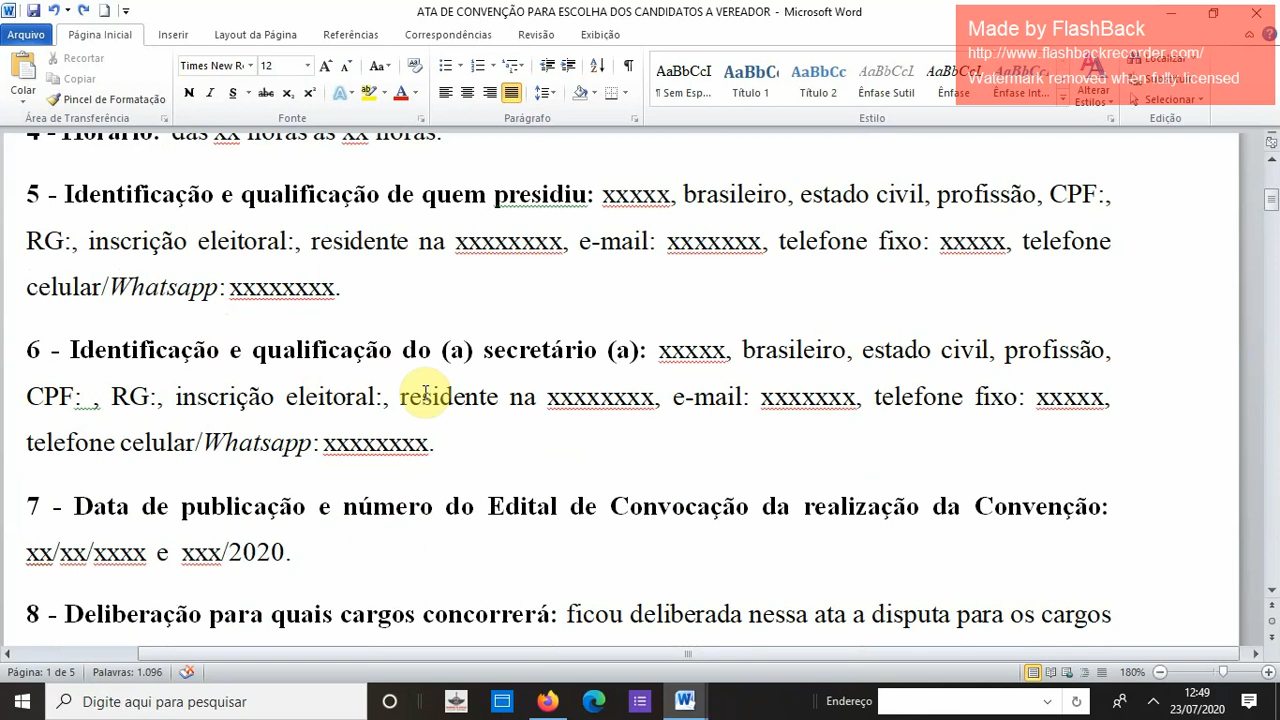 ATA DE CONVENÇÃO PARA ESCOLHA DOS CANDIDATOS A VEREADOR - Microsoft Word
Made by FlashBack
http://www.flashbackrecorder.com/
Watermark removed when fully licensed
Arquivo Página Inicial Inserir Layout da Página Referências Correspondências Revisão Exibição
Recortar
Copiar
Pincel de Formatação
Colar
Área de Transferência
Times New R 12
N I S abc x₂ x²
Fonte
Parágrafo
AaBbCcI AaBbCc AaBbCc AaBbCcI AaBbCcI AaBbCcI
¶ Sem Espa... Título 1 Título 2 Ênfase Sutil Ênfase Ênfase Int...
Alterar Estilos
Estilo
Localizar
Selecionar
Edição
4 - Horário: das xx horas às xx horas.
5 - Identificação e qualificação de quem presidiu: xxxxx, brasileiro, estado civil, profissão, CPF:,
RG:, inscrição eleitoral:, residente na xxxxxxxx, e-mail: xxxxxxx, telefone fixo: xxxxx, telefone
celular/Whatsapp: xxxxxxxx.
6 - Identificação e qualificação do (a) secretário (a): xxxxx, brasileiro, estado civil, profissão,
CPF: , RG:, inscrição eleitoral:, residente na xxxxxxxx, e-mail: xxxxxxx, telefone fixo: xxxxx,
telefone celular/Whatsapp: xxxxxxxx.
7 - Data de publicação e número do Edital de Convocação da realização da Convenção:
xx/xx/xxxx e xxx/2020.
8 - Deliberação para quais cargos concorrerá: ficou deliberada nessa ata a disputa para os cargos
Página: 1 de 5 Palavras: 1.096 180%
Digite aqui para pesquisar
Endereço
12:49
23/07/2020